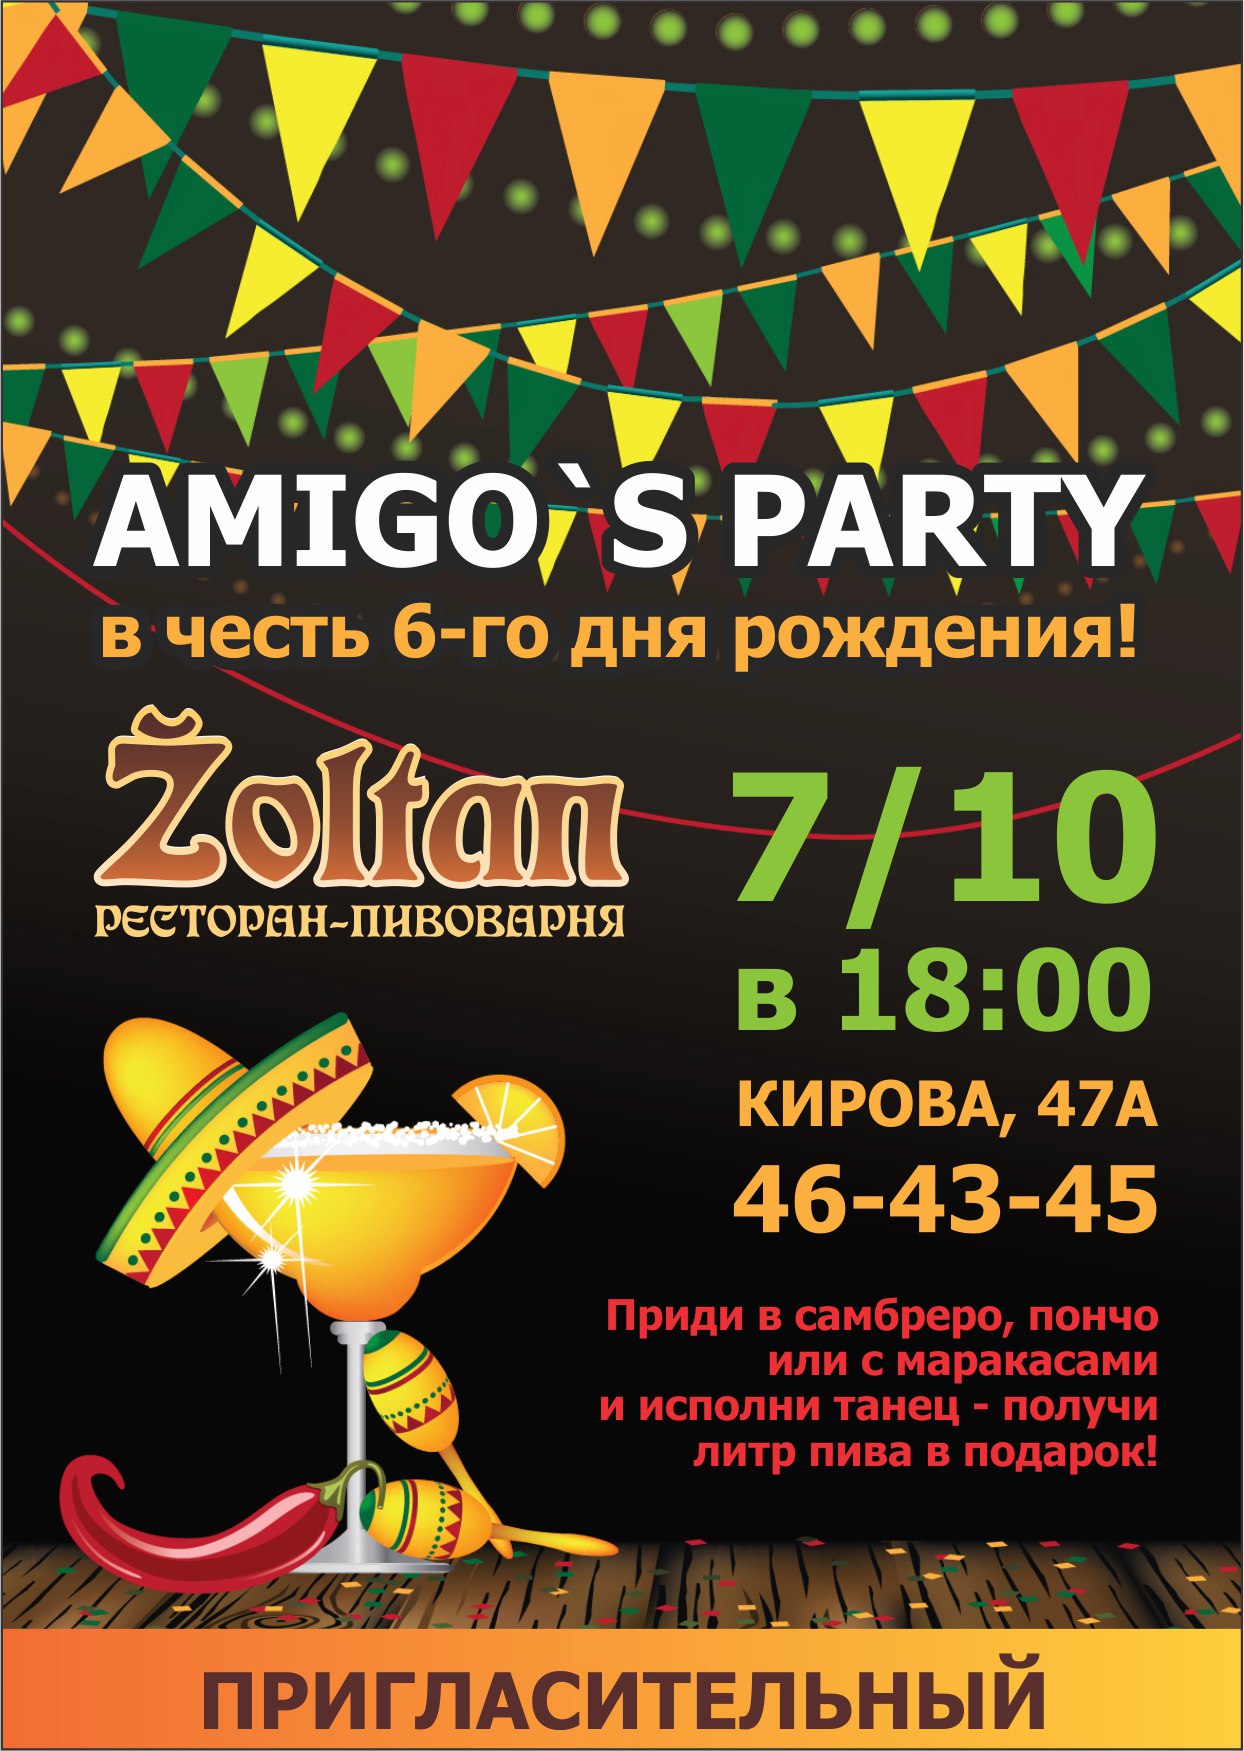 AMIGO`S PARTY
в честь 6-го дня рождения!
Žoltan
РЕСТОРАН-ПИВОВАРНЯ
7/10
в 18:00
КИРОВА, 47А
46-43-45
Приди в самбреро, пончо
или с маракасами
и исполни танец - получи
литр пива в подарок!
ПРИГЛАСИТЕЛЬНЫЙ